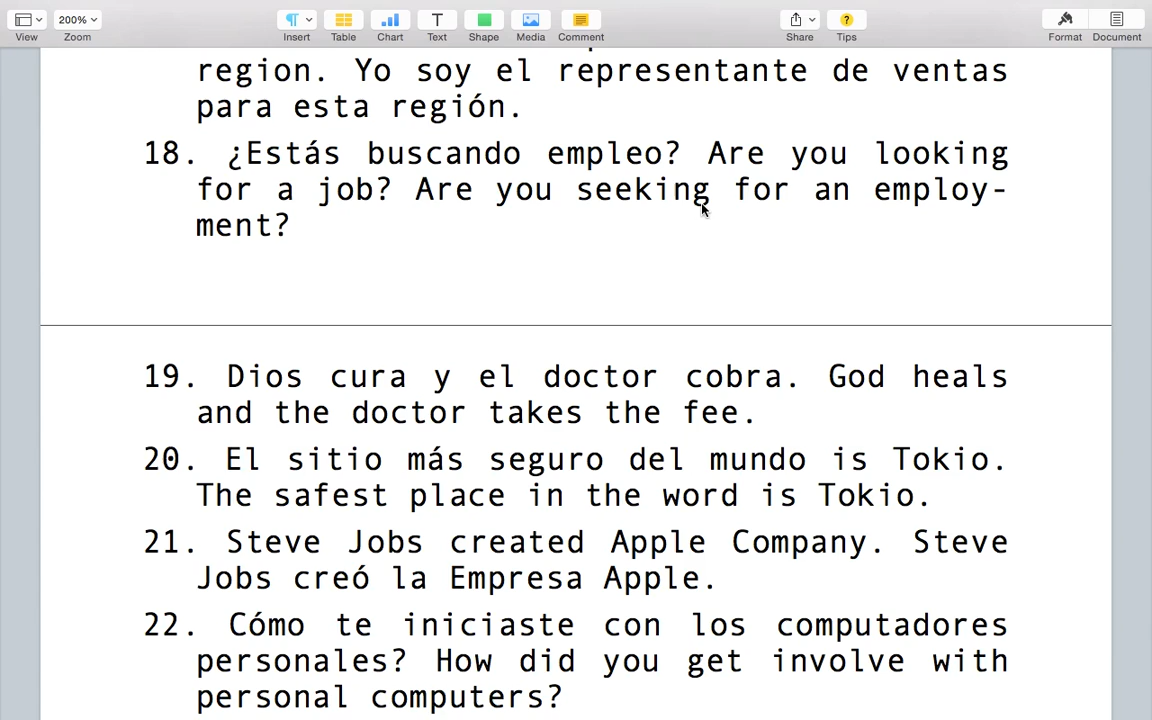 200%
View
Zoom
Insert
Table
Chart
Text
Shape
Media
Comment
Share
Tips
Format
Document
region. Yo soy el representante de ventas
para esta región.
18. ¿Estás buscando empleo? Are you looking
for a job? Are you seeking for an employ-
ment?
19. Dios cura y el doctor cobra. God heals
and the doctor takes the fee.
20. El sitio más seguro del mundo is Tokio.
The safest place in the word is Tokio.
21. Steve Jobs created Apple Company. Steve
Jobs creó la Empresa Apple.
22. Cómo te iniciaste con los computadores
personales? How did you get involve with
personal computers?